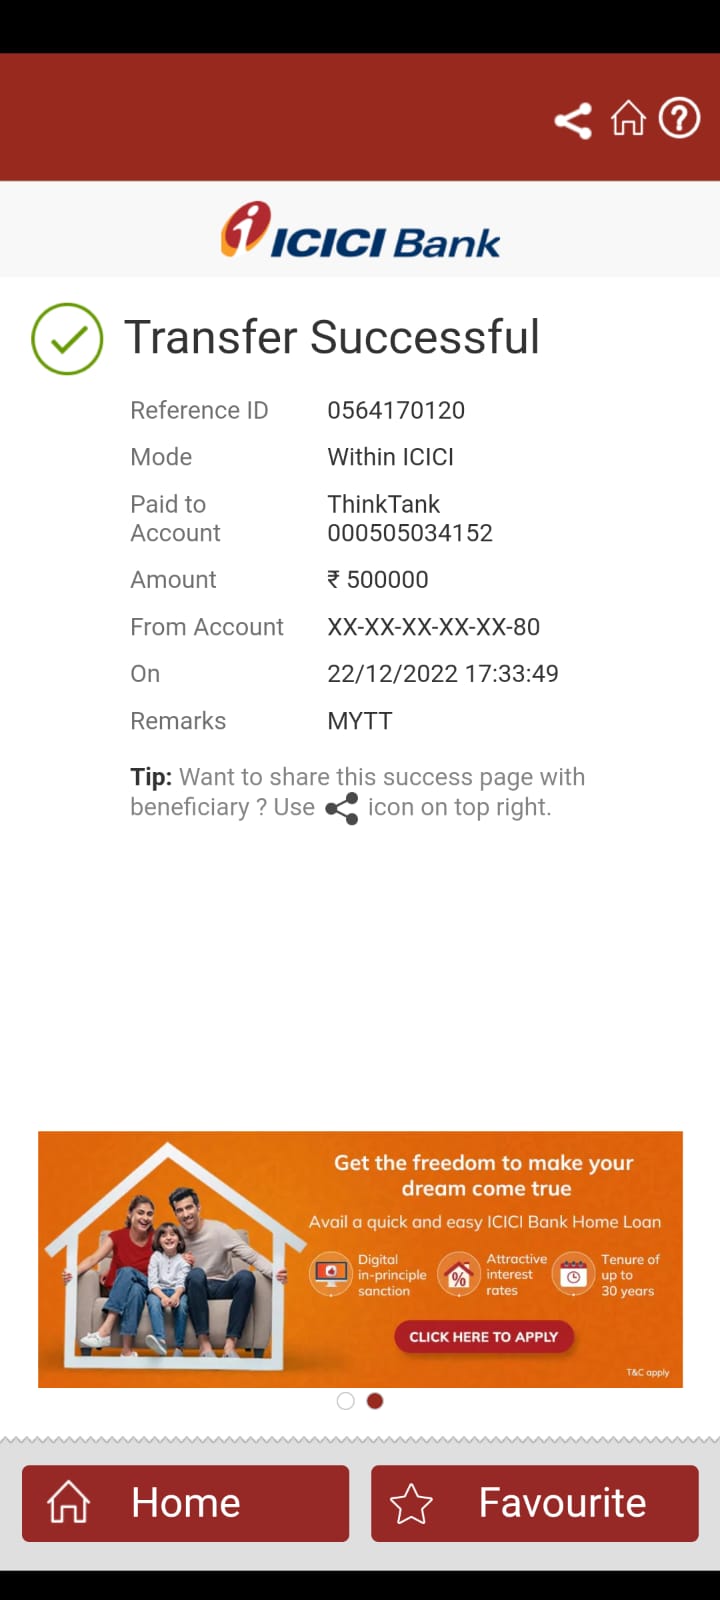 ICICI Bank
Transfer Successful
Reference ID 0564170120
Mode Within ICICI
Paid to ThinkTank
Account 000505034152
Amount ₹ 500000
From Account XX-XX-XX-XX-XX-80
On 22/12/2022 17:33:49
Remarks MYTT
Tip: Want to share this success page with
beneficiary ? Use icon on top right.
Get the freedom to make your
dream come true
Avail a quick and easy ICICI Bank Home Loan
Digital
in-principle
sanction
Attractive
interest
rates
Tenure of
up to
30 years
CLICK HERE TO APPLY
T&C apply
Home
Favourite